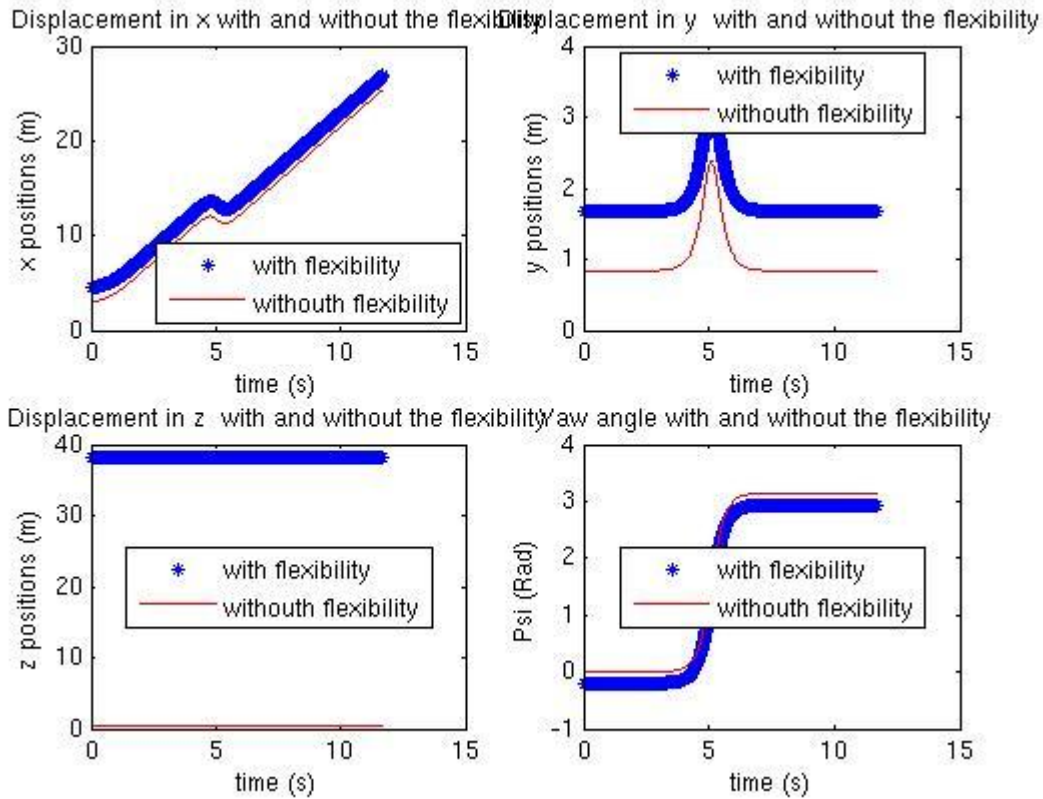 Displacement in x with and without the flexibility
30
20
10
0
x positions (m)
with flexibility
withouth flexibility
0 5 10 15
time (s)
Displacement in y with and without the flexibility
4
3
2
1
0
y positions (m)
with flexibility
withouth flexibility
0 5 10 15
time (s)
Displacement in z with and without the flexibility
40
30
20
10
0
z positions (m)
with flexibility
withouth flexibility
0 5 10 15
time (s)
Yaw angle with and without the flexibility
4
3
2
1
0
-1
Psi (Rad)
with flexibility
withouth flexibility
0 5 10 15
time (s)